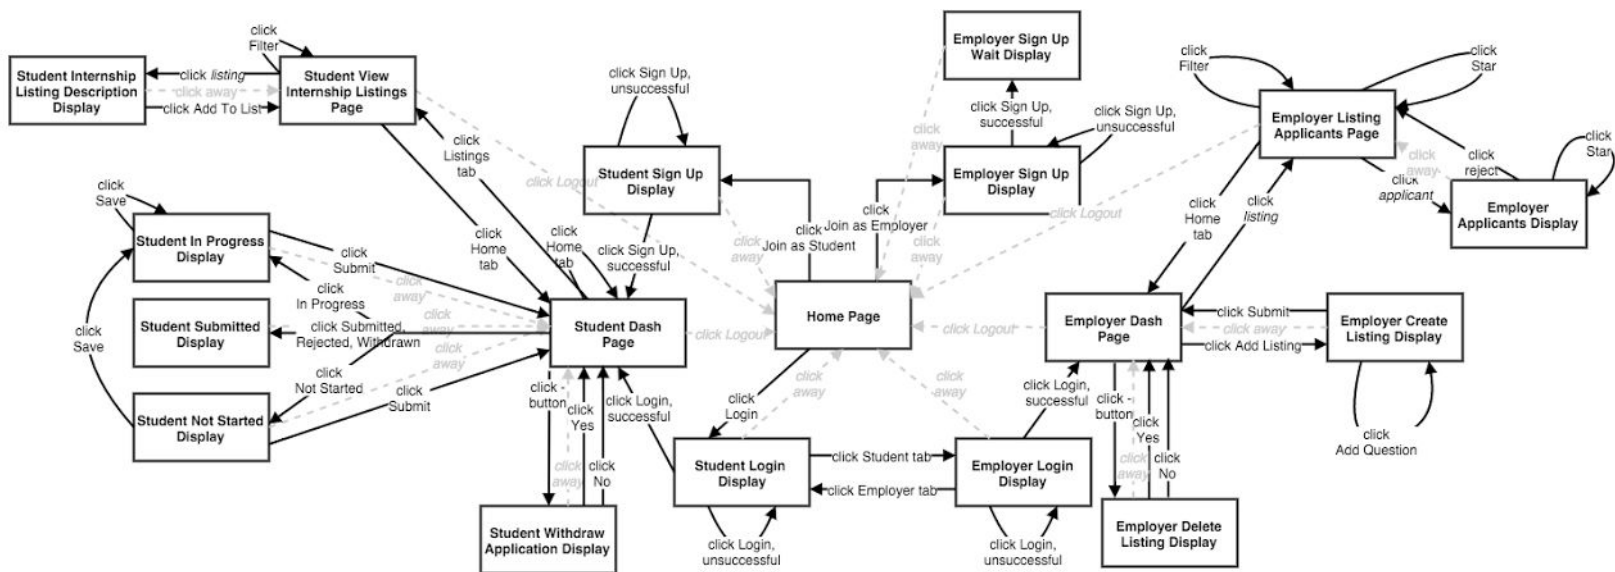 Employer Sign Up
Wait Display
click
Filter
click
Filter
click
Star
Student Internship
Listing Description
Display
click listing
click away
click Add To List
Student View
Internship Listings
Page
click Sign Up,
unsuccessful
click Sign Up,
successful
click Sign Up,
unsuccessful
click
away
Employer Listing
Applicants Page
click
Star
click
Listings
tab
click Logout
Student Sign Up
Display
Employer Sign Up
Display
click
away
click
reject
click
applicant
click
Save
click Logout
click
Home
tab
click
listing
Employer
Applicants Display
Student In Progress
Display
click
Submit
click
Home
tab
click
Home
tab
click Sign Up,
successful
click
away
click
Join as Student
click
Join as Employer
click
away
click
away
click
In Progress
Student Submitted
Display
click Submitted,
Rejected, Withdrawn
click
away
Student Dash
Page
click Logout
Home Page
click Logout
Employer Dash
Page
click Submit
click away
click Add Listing
Employer Create
Listing Display
click
Save
click
away
click
Not Started
Student Not Started
Display
click
Submit
click -
button
click
Yes
click
away
click
No
click Login,
successful
click
Login
click
away
click
away
click Login,
successful
click -
button
click
Yes
click
away
click
No
click
Add Question
Student Login
Display
click Student tab
click Employer tab
Employer Login
Display
Student Withdraw
Application Display
click Login,
unsuccessful
click Login,
unsuccessful
Employer Delete
Listing Display